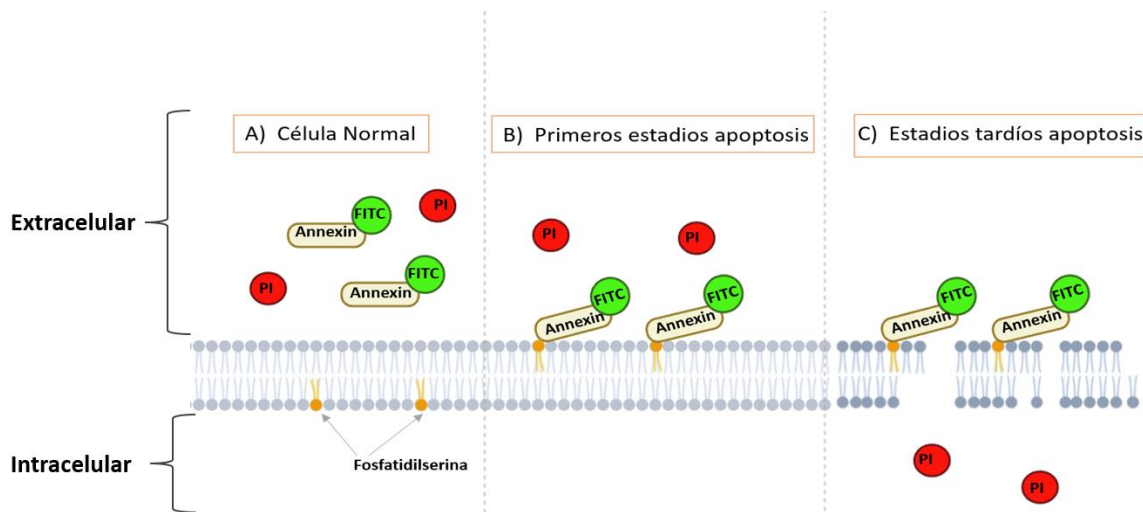 A) Célula Normal
B) Primeros estadios apoptosis
C) Estadios tardíos apoptosis
Extracelular
PI
FITC
Annexin
FITC
Annexin
PI
PI
PI
FITC
Annexin
FITC
Annexin
FITC
Annexin
FITC
Annexin
Intracelular
Fosfatidilserina
PI
PI